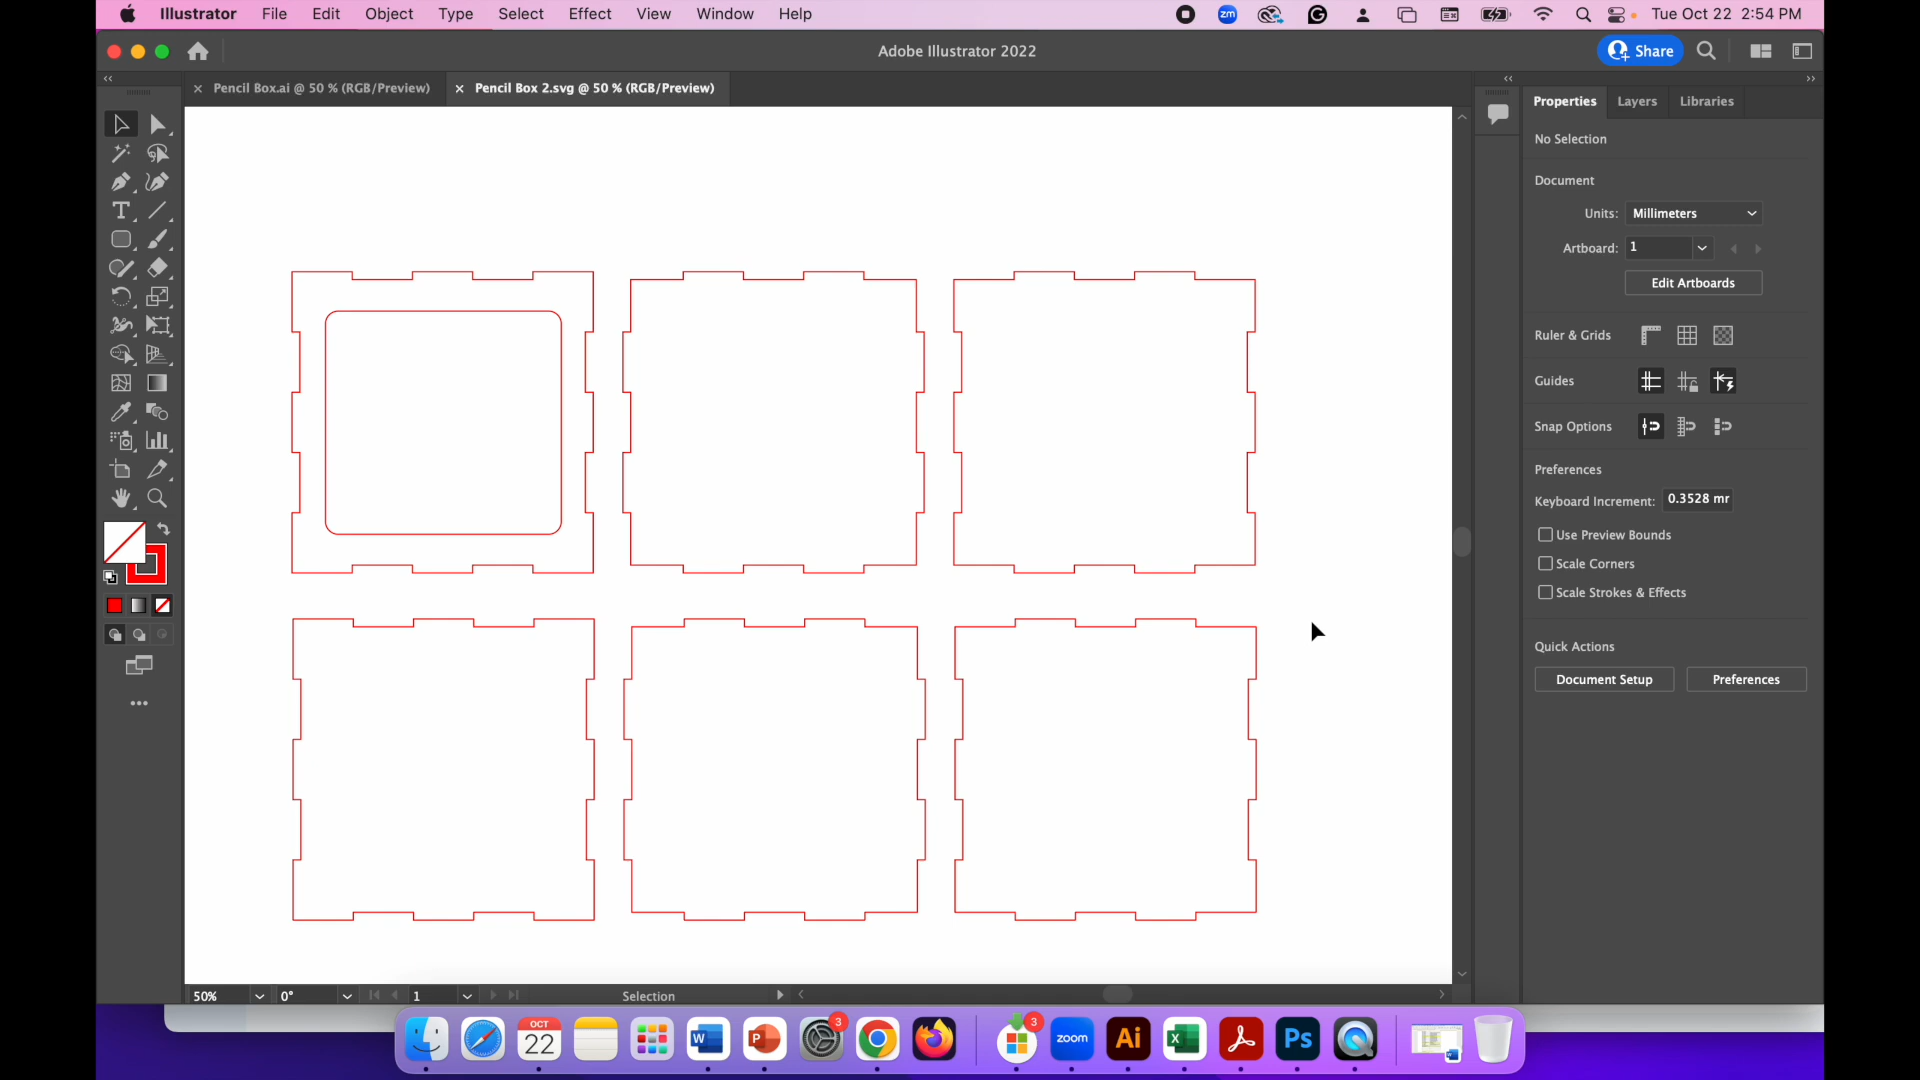 Illustrator File Edit Object Type Select Effect View Window Help
zm
Tue Oct 22 2:54 PM
Adobe Illustrator 2022
Share
Pencil Box.ai @ 50 % (RGB/Preview)
Pencil Box 2.svg @ 50 % (RGB/Preview)
Properties Layers Libraries
No Selection
Document
Units: Millimeters
Artboard: 1
Edit Artboards
Ruler & Grids
Guides
Snap Options
Preferences
Keyboard Increment: 0.3528 mr
Use Preview Bounds
Scale Corners
Scale Strokes & Effects
Quick Actions
Document Setup Preferences
50% 0° 1 Selection
OCT
22
W
P
3
3
zoom
Ai
X
Ps